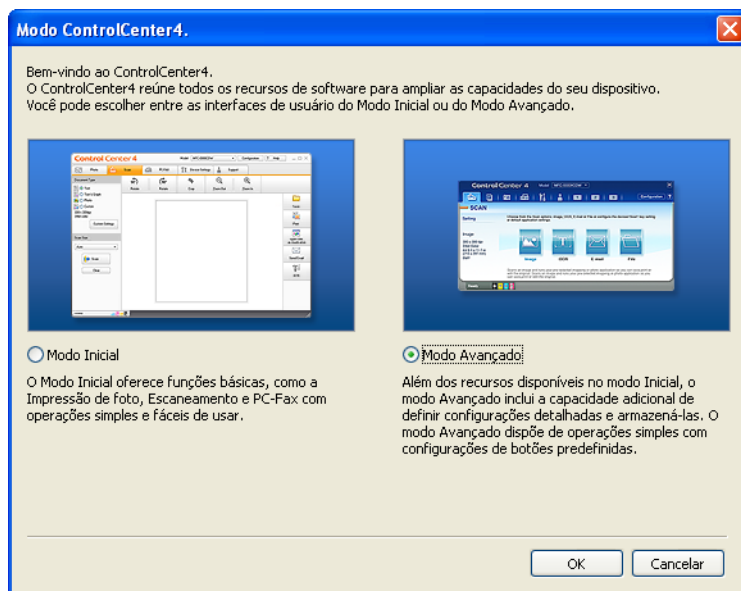 Modo ControlCenter4.
Bem-vindo ao ControlCenter4.
O ControlCenter4 reúne todos os recursos de software para ampliar as capacidades do seu dispositivo.
Você pode escolher entre as interfaces de usuário do Modo Inicial ou do Modo Avançado.
Control Center 4
Control Center 4
SCAN
Image
OCR
E-mail
File
Modo Inicial
O Modo Inicial oferece funções básicas, como a
Impressão de foto, Escaneamento e PC-Fax com
operações simples e fáceis de usar.
Modo Avançado
Além dos recursos disponíveis no modo Inicial, o
modo Avançado inclui a capacidade adicional de
definir configurações detalhadas e armazená-las. O
modo Avançado dispõe de operações simples com
configurações de botões predefinidas.
OK
Cancelar